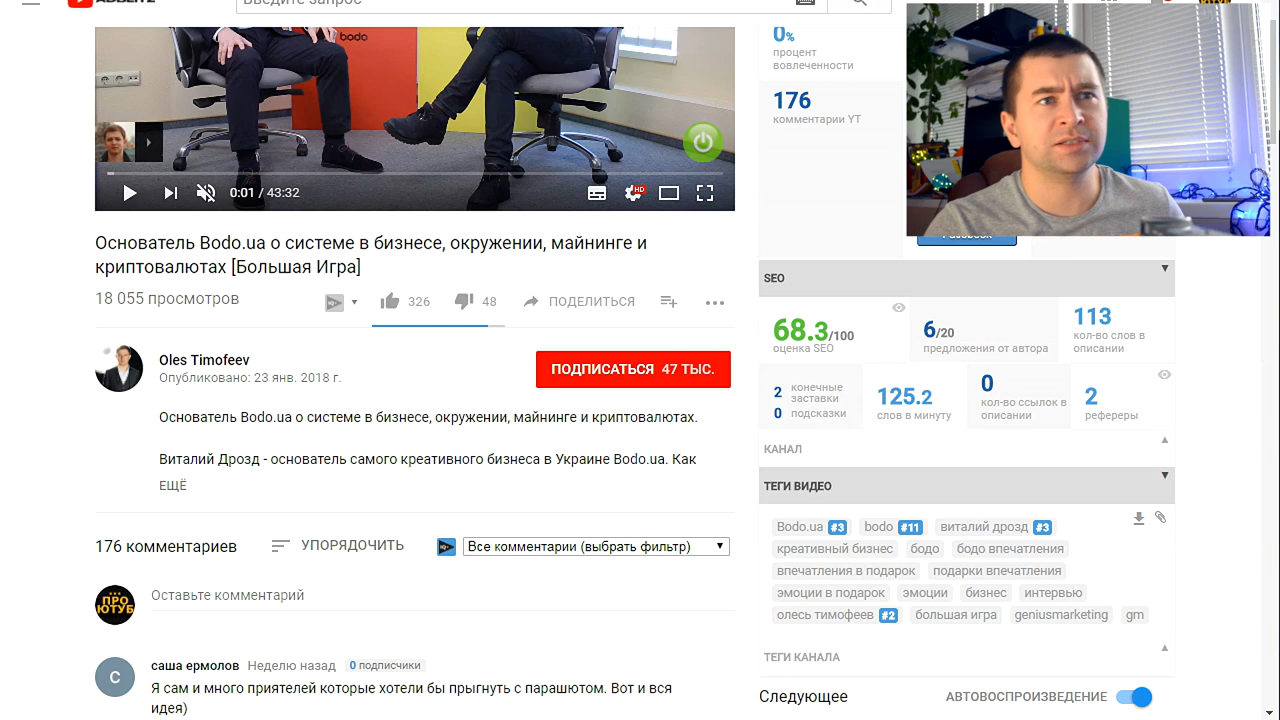 Введите запрос
bodo
0:01 / 43:32
HD
Основатель Bodo.ua о системе в бизнесе, окружении, майнинге и
криптовалютах [Большая Игра]
18 055 просмотров
326
48
ПОДЕЛИТЬСЯ
Oles Timofeev
Опубликовано: 23 янв. 2018 г.
ПОДПИСАТЬСЯ 47 ТЫС.
Основатель Bodo.ua о системе в бизнесе, окружении, майнинге и криптовалютах.
Виталий Дрозд - основатель самого креативного бизнеса в Украине Bodo.ua. Как
ЕЩЁ
176 комментариев
УПОРЯДОЧИТЬ
Все комментарии (выбрать фильтр)
ПРО
ЮТУБ
Оставьте комментарий
С
саша ермолов Неделю назад 0 подписчики
Я сам и много приятелей которые хотели бы прыгнуть с парашютом. Вот и вся
идея)
0%
процент
вовлеченности
176
комментарии YT
SEO
68.3/100
оценка SEO
6/20
предложения от автора
113
кол-во слов в
описании
2 конечные
заставки
0 подсказки
125.2
слов в минуту
0
кол-во ссылок в
описании
2
рефереры
КАНАЛ
ТЕГИ ВИДЕО
Bodo.ua #3 bodo #11 виталий дрозд #3
креативный бизнес бодо бодо впечатления
впечатления в подарок подарки впечатления
эмоции в подарок эмоции бизнес интервью
олесь тимофеев #2 большая игра geniusmarketing gm
ТЕГИ КАНАЛА
Следующее
АВТОВОСПРОИЗВЕДЕНИЕ